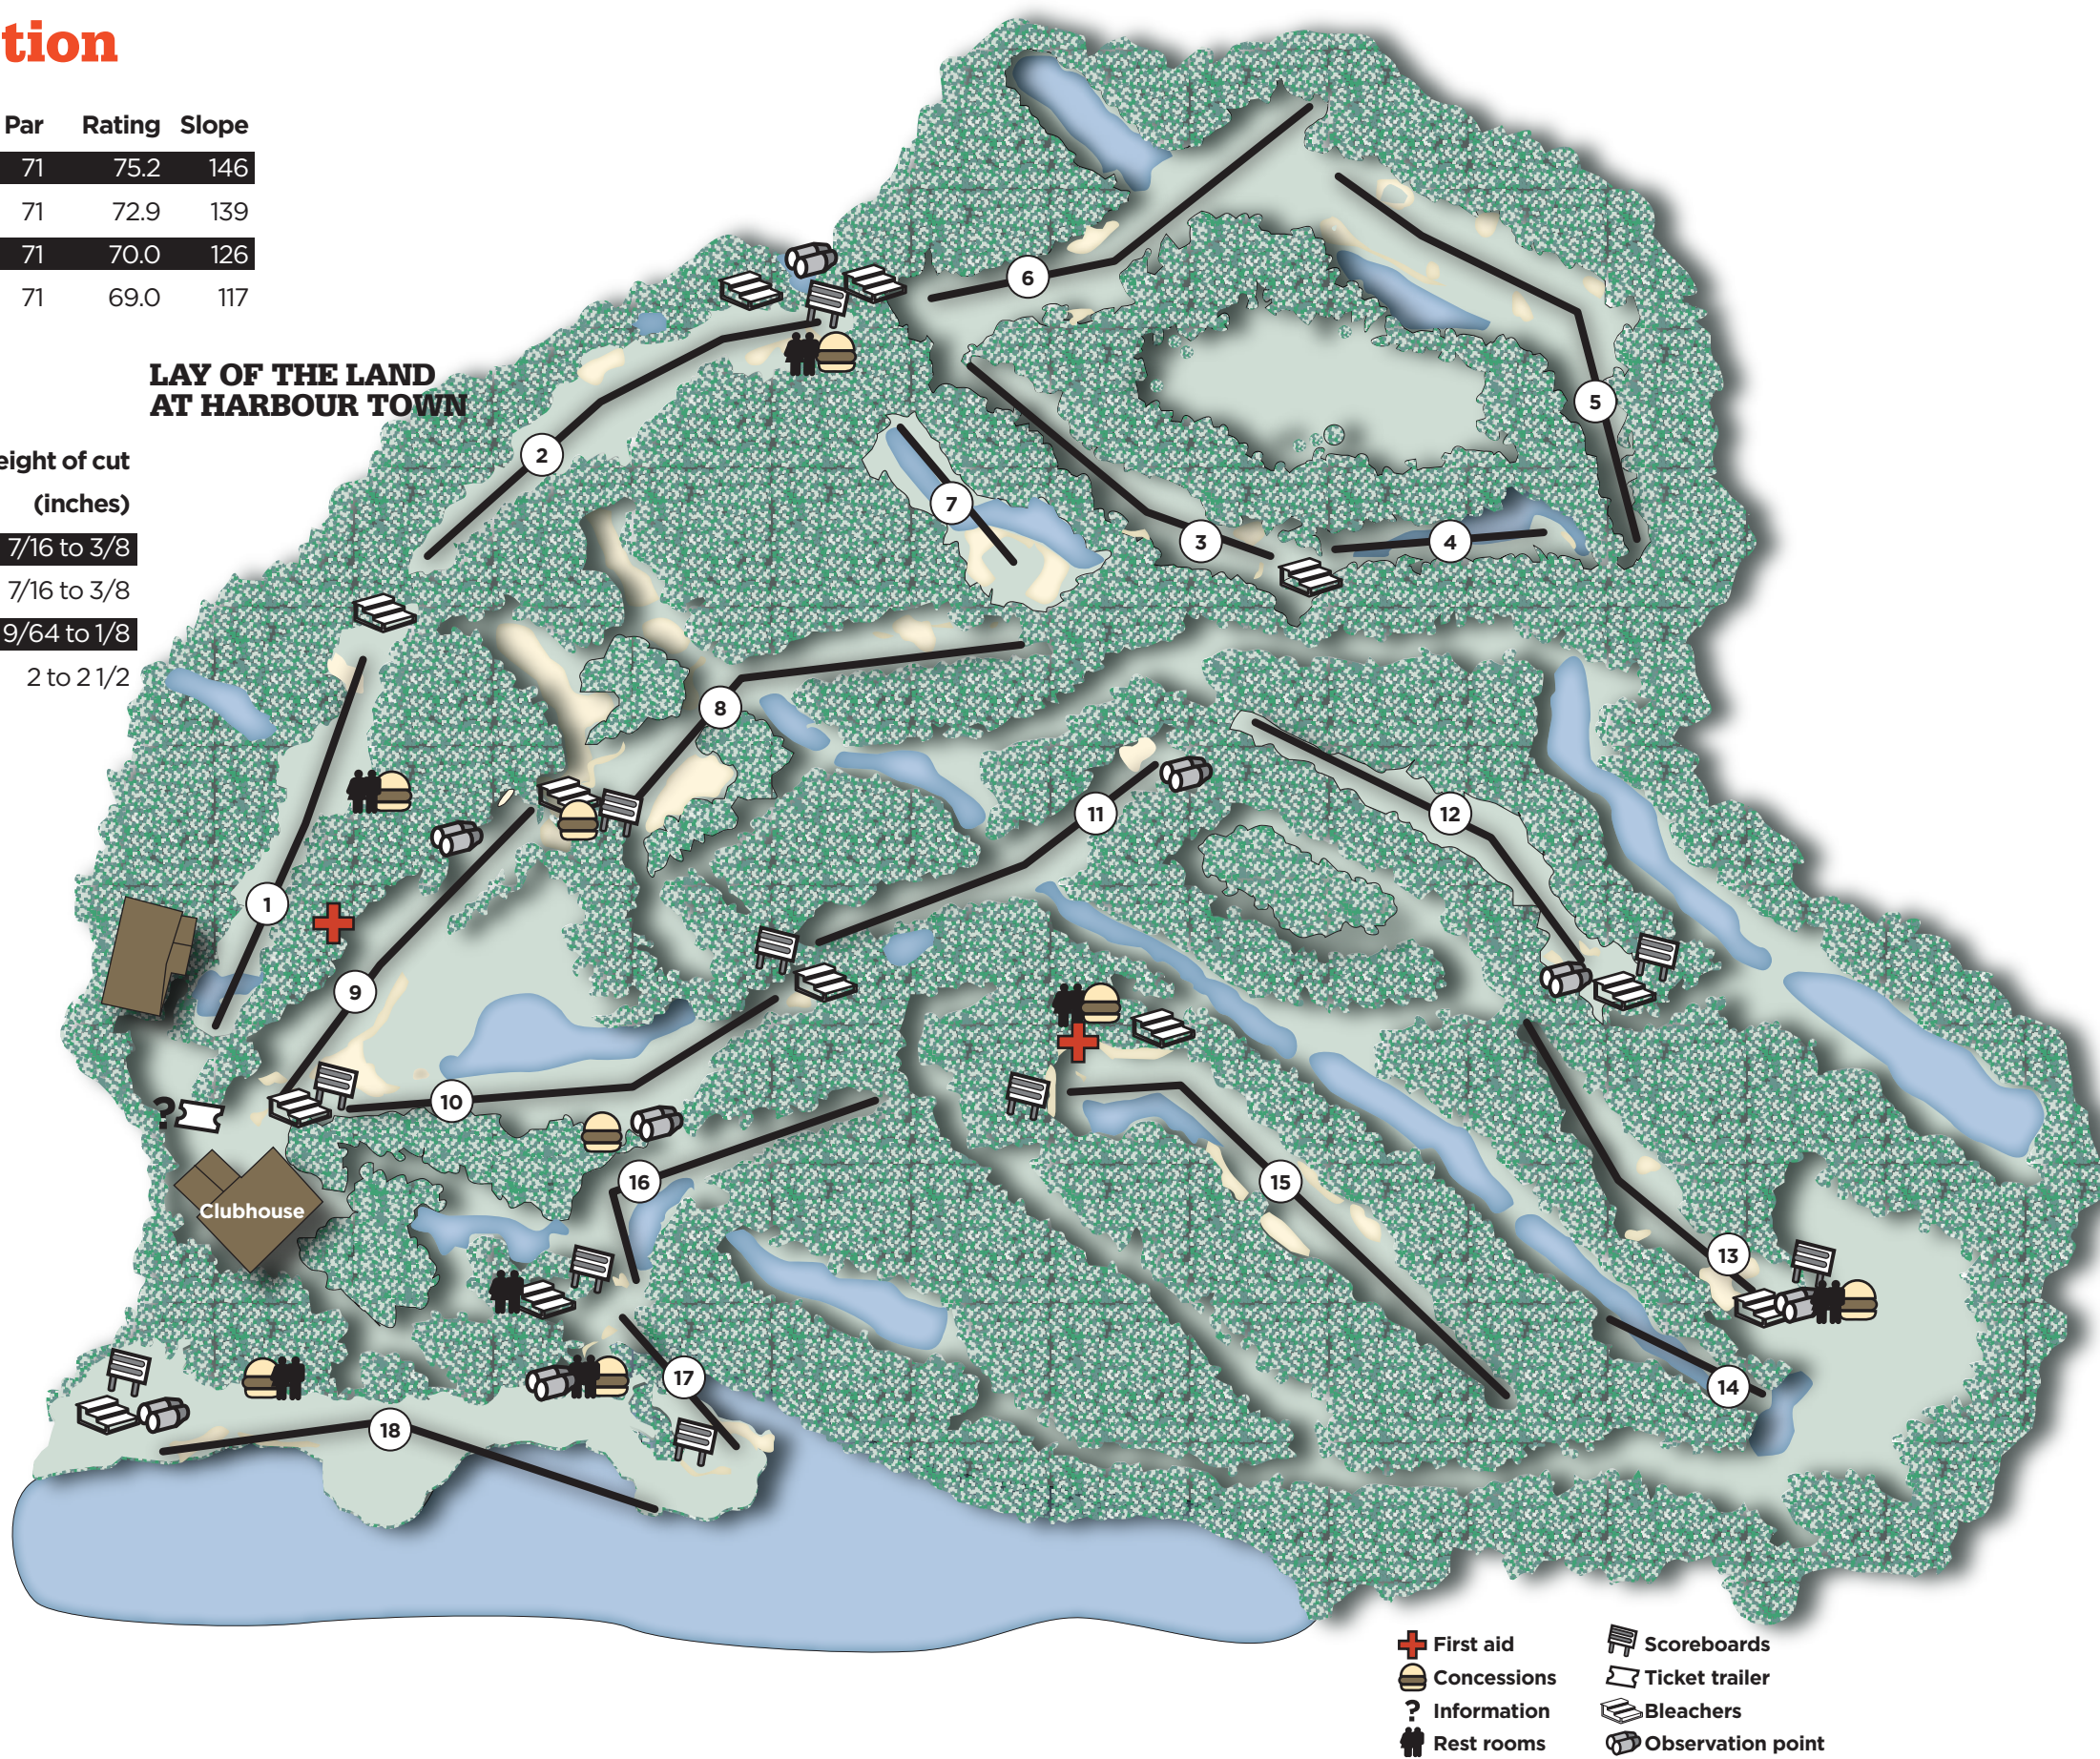 tion
Par Rating Slope
71 75.2 146
71 72.9 139
71 70.0 126
71 69.0 117
LAY OF THE LAND
AT HARBOUR TOWN
eight of cut
(inches)
7/16 to 3/8
7/16 to 3/8
9/64 to 1/8
2 to 2 1/2
6
5
2
7
3
4
8
11
12
1
9
10
?
16
15
Clubhouse
13
17
14
18
First aid
Concessions
? Information
Rest rooms
Scoreboards
Ticket trailer
Bleachers
Observation point